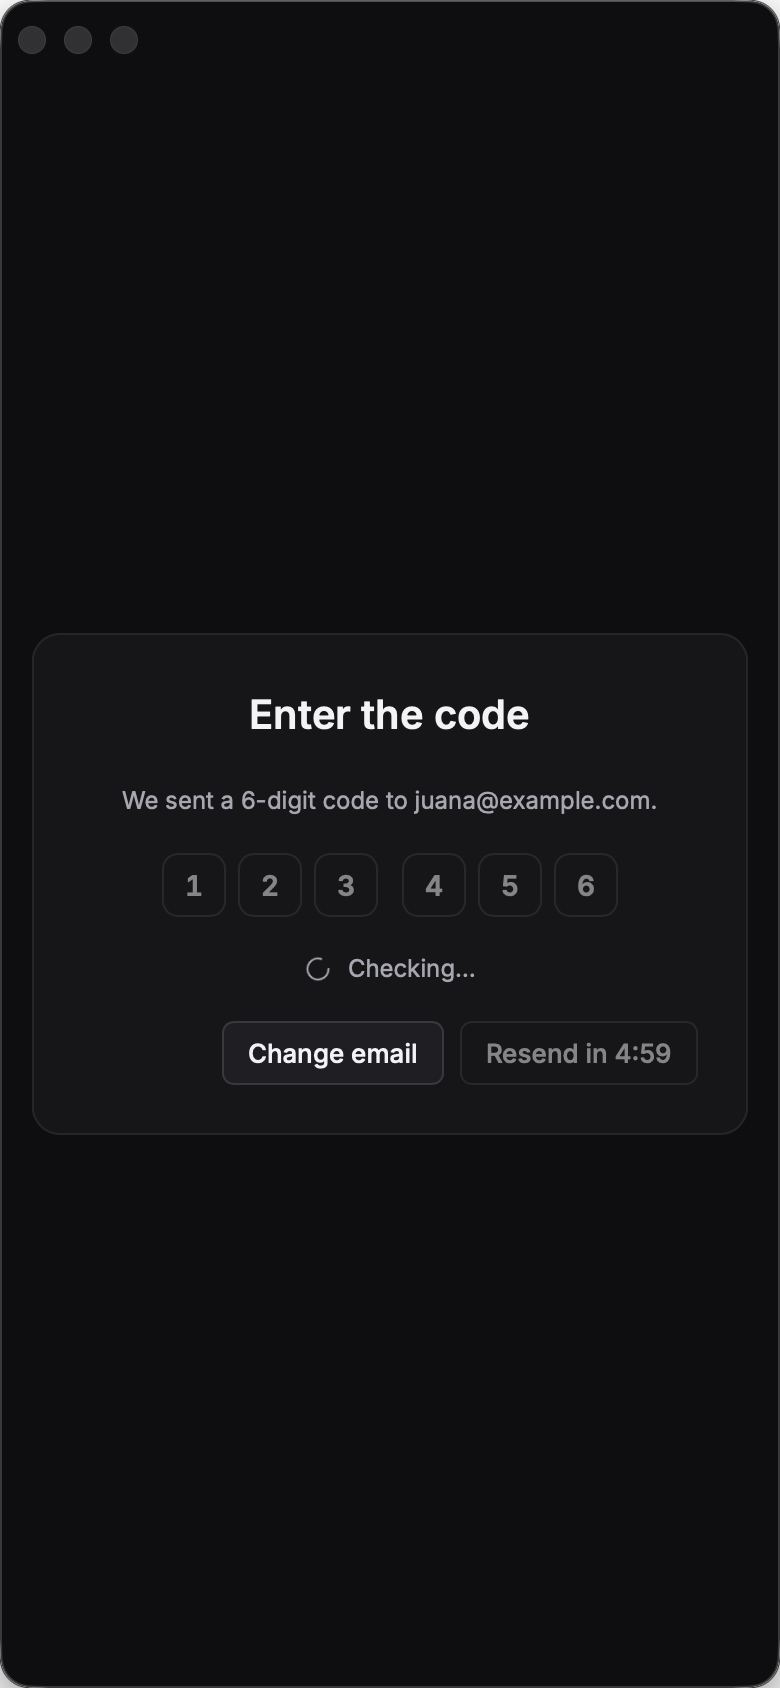 Enter the code
We sent a 6-digit code to juana@example.com.
1 2 3 4 5 6
Checking...
Change email Resend in 4:59